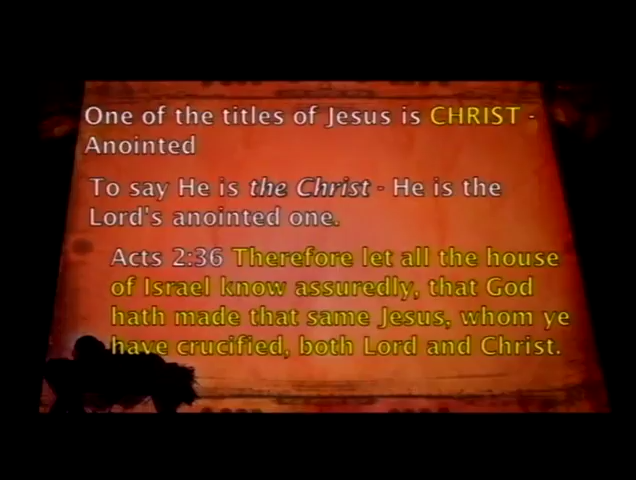 One of the titles of Jesus is CHRIST -
Anointed
To say He is the Christ - He is the
Lord's anointed one.
Acts 2:36 Therefore let all the house
of Israel know assuredly, that God
hath made that same Jesus, whom ye
have crucified, both Lord and Christ.